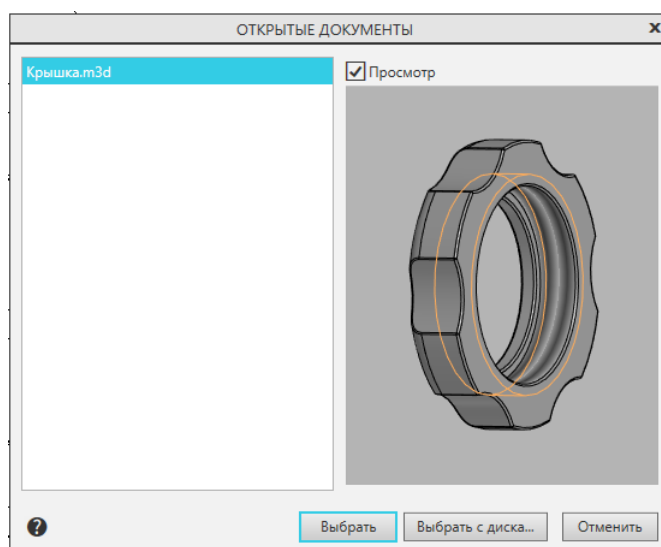 ОТКРЫТЫЕ ДОКУМЕНТЫ
x
Крышка.m3d
Просмотр
?
Выбрать
Выбрать с диска...
Отменить